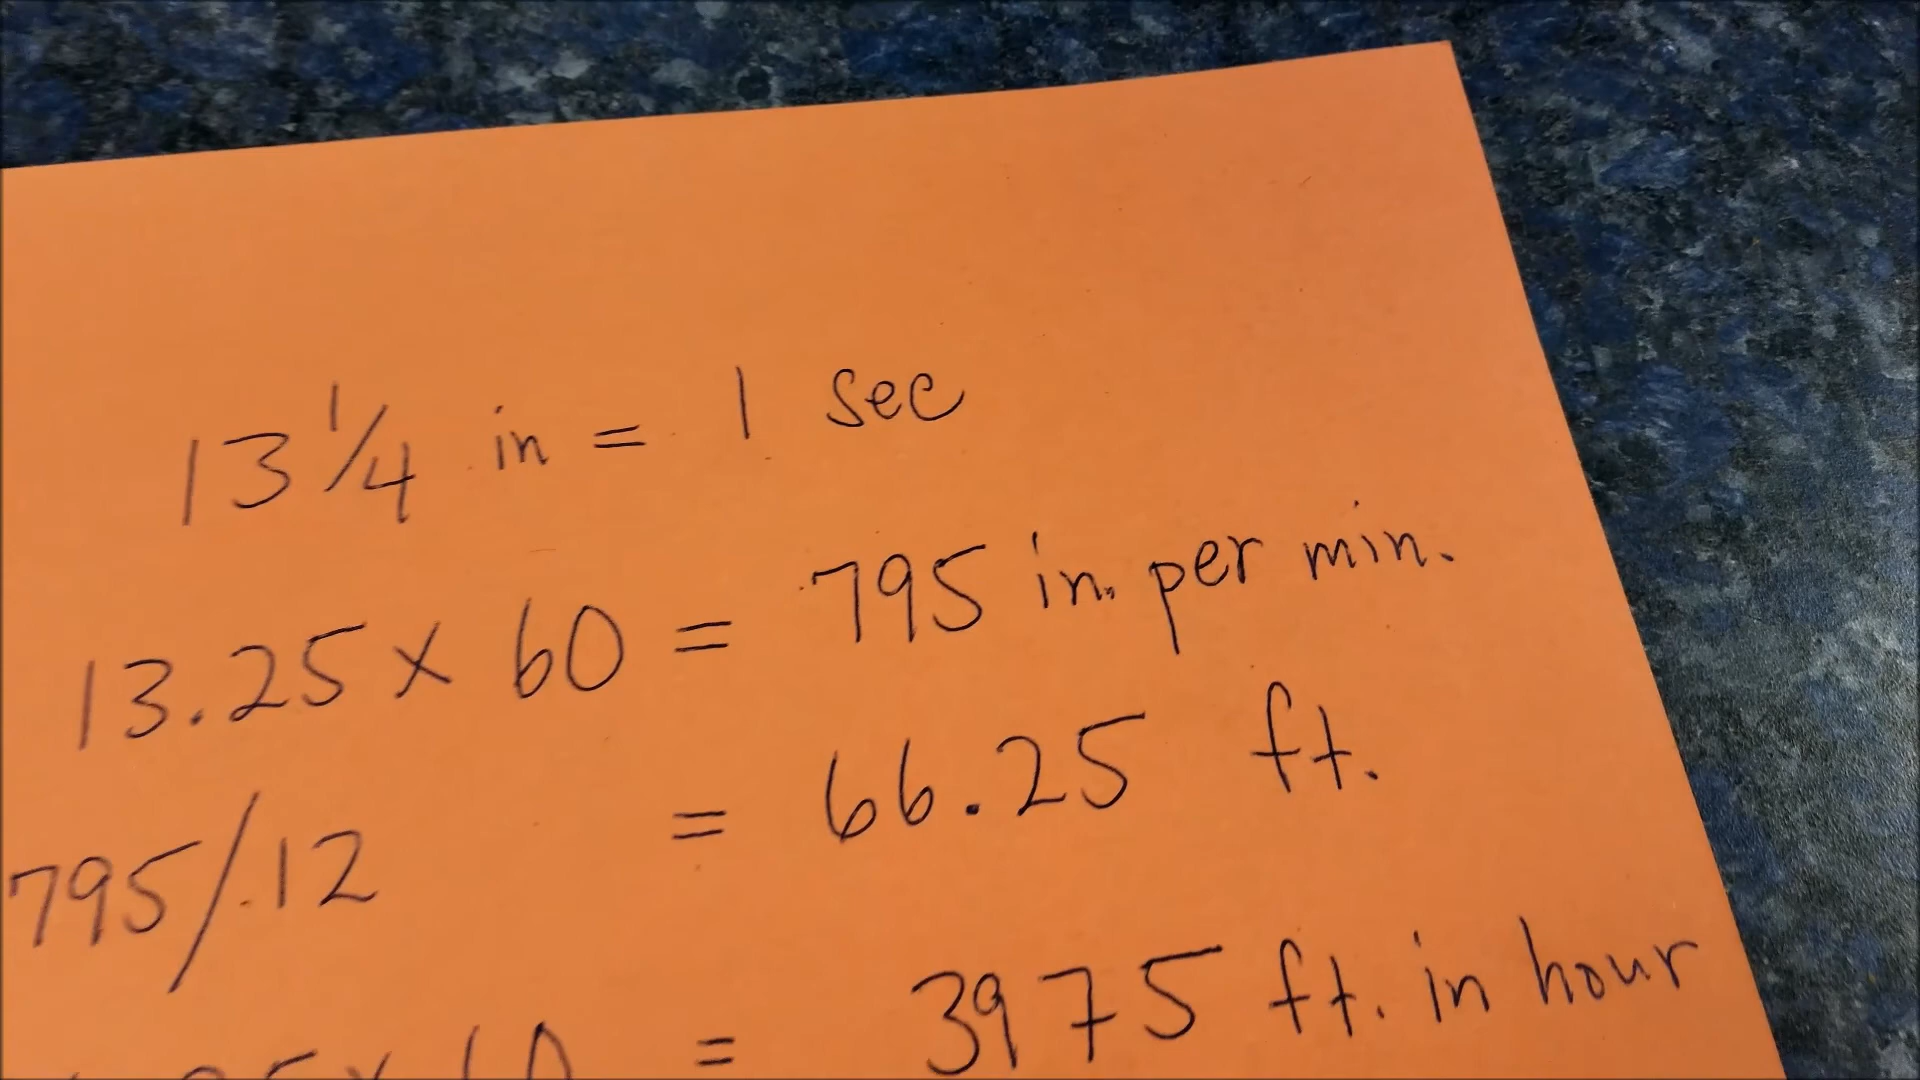 13 1/4 in = 1 sec
13.25 x 60 = 795 in. per min.
795/12 = 66.25 ft.
= 3975 ft. in hour